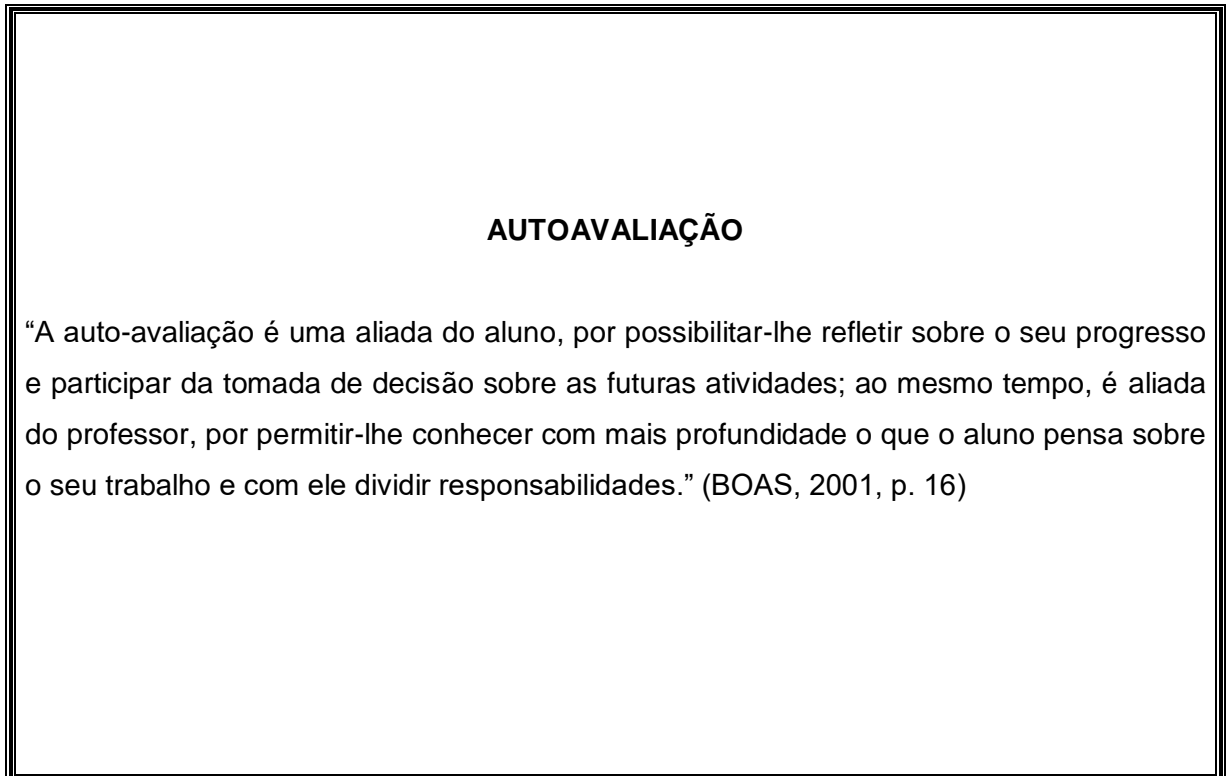 AUTOAVALIAÇÃO
“A auto-avaliação é uma aliada do aluno, por possibilitar-lhe refletir sobre o seu progresso
e participar da tomada de decisão sobre as futuras atividades; ao mesmo tempo, é aliada
do professor, por permitir-lhe conhecer com mais profundidade o que o aluno pensa sobre
o seu trabalho e com ele dividir responsabilidades.” (BOAS, 2001, p. 16)